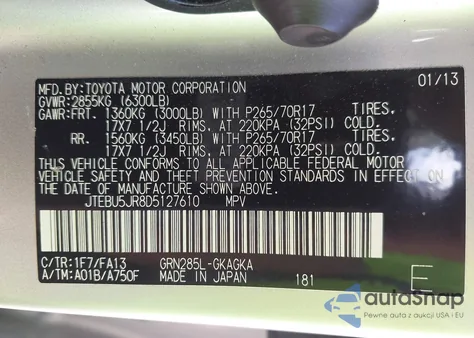 MFD.BY: TOYOTA MOTOR CORPORATION 01/13
GVWR: 2855KG (6300LB)
GAWR: FRT. 1360KG (3000LB) WITH P265/70R17 TIRES.
17X7 1/2J RIMS. AT 220KPA (32PSI) COLD.
RR. 1560KG (3450LB) WITH P265/70R17 TIRES.
17X7 1/2J RIMS. AT 220KPA (32PSI) COLD.
THIS VEHICLE CONFORMS TO ALL APPLICABLE FEDERAL MOTOR
VEHICLE SAFETY AND THEFT PREVENTION STANDARDS IN EFFECT ON
THE DATE OF MANUFACTURE SHOWN ABOVE.
JTEBU5JR8D5127610 MPV
C/TR: 1F7/FA13 GRN285L-GKAGKA
A/TM: A01B/A750F MADE IN JAPAN 181 E
autoSnap
Pewne auta z aukcji USA i EU